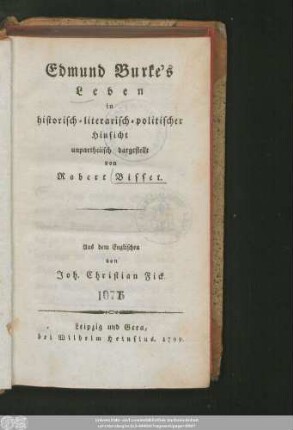 Edmund Burke's
Leben
in
historisch-literarisch-politischer
Hinsicht
unpartheiisch dargestellt
von
Robert Bisset.
Aus dem Englischen
von
Joh. Christian Fick
Leipzig und Gera,
bei Wilhelm Heinsius.